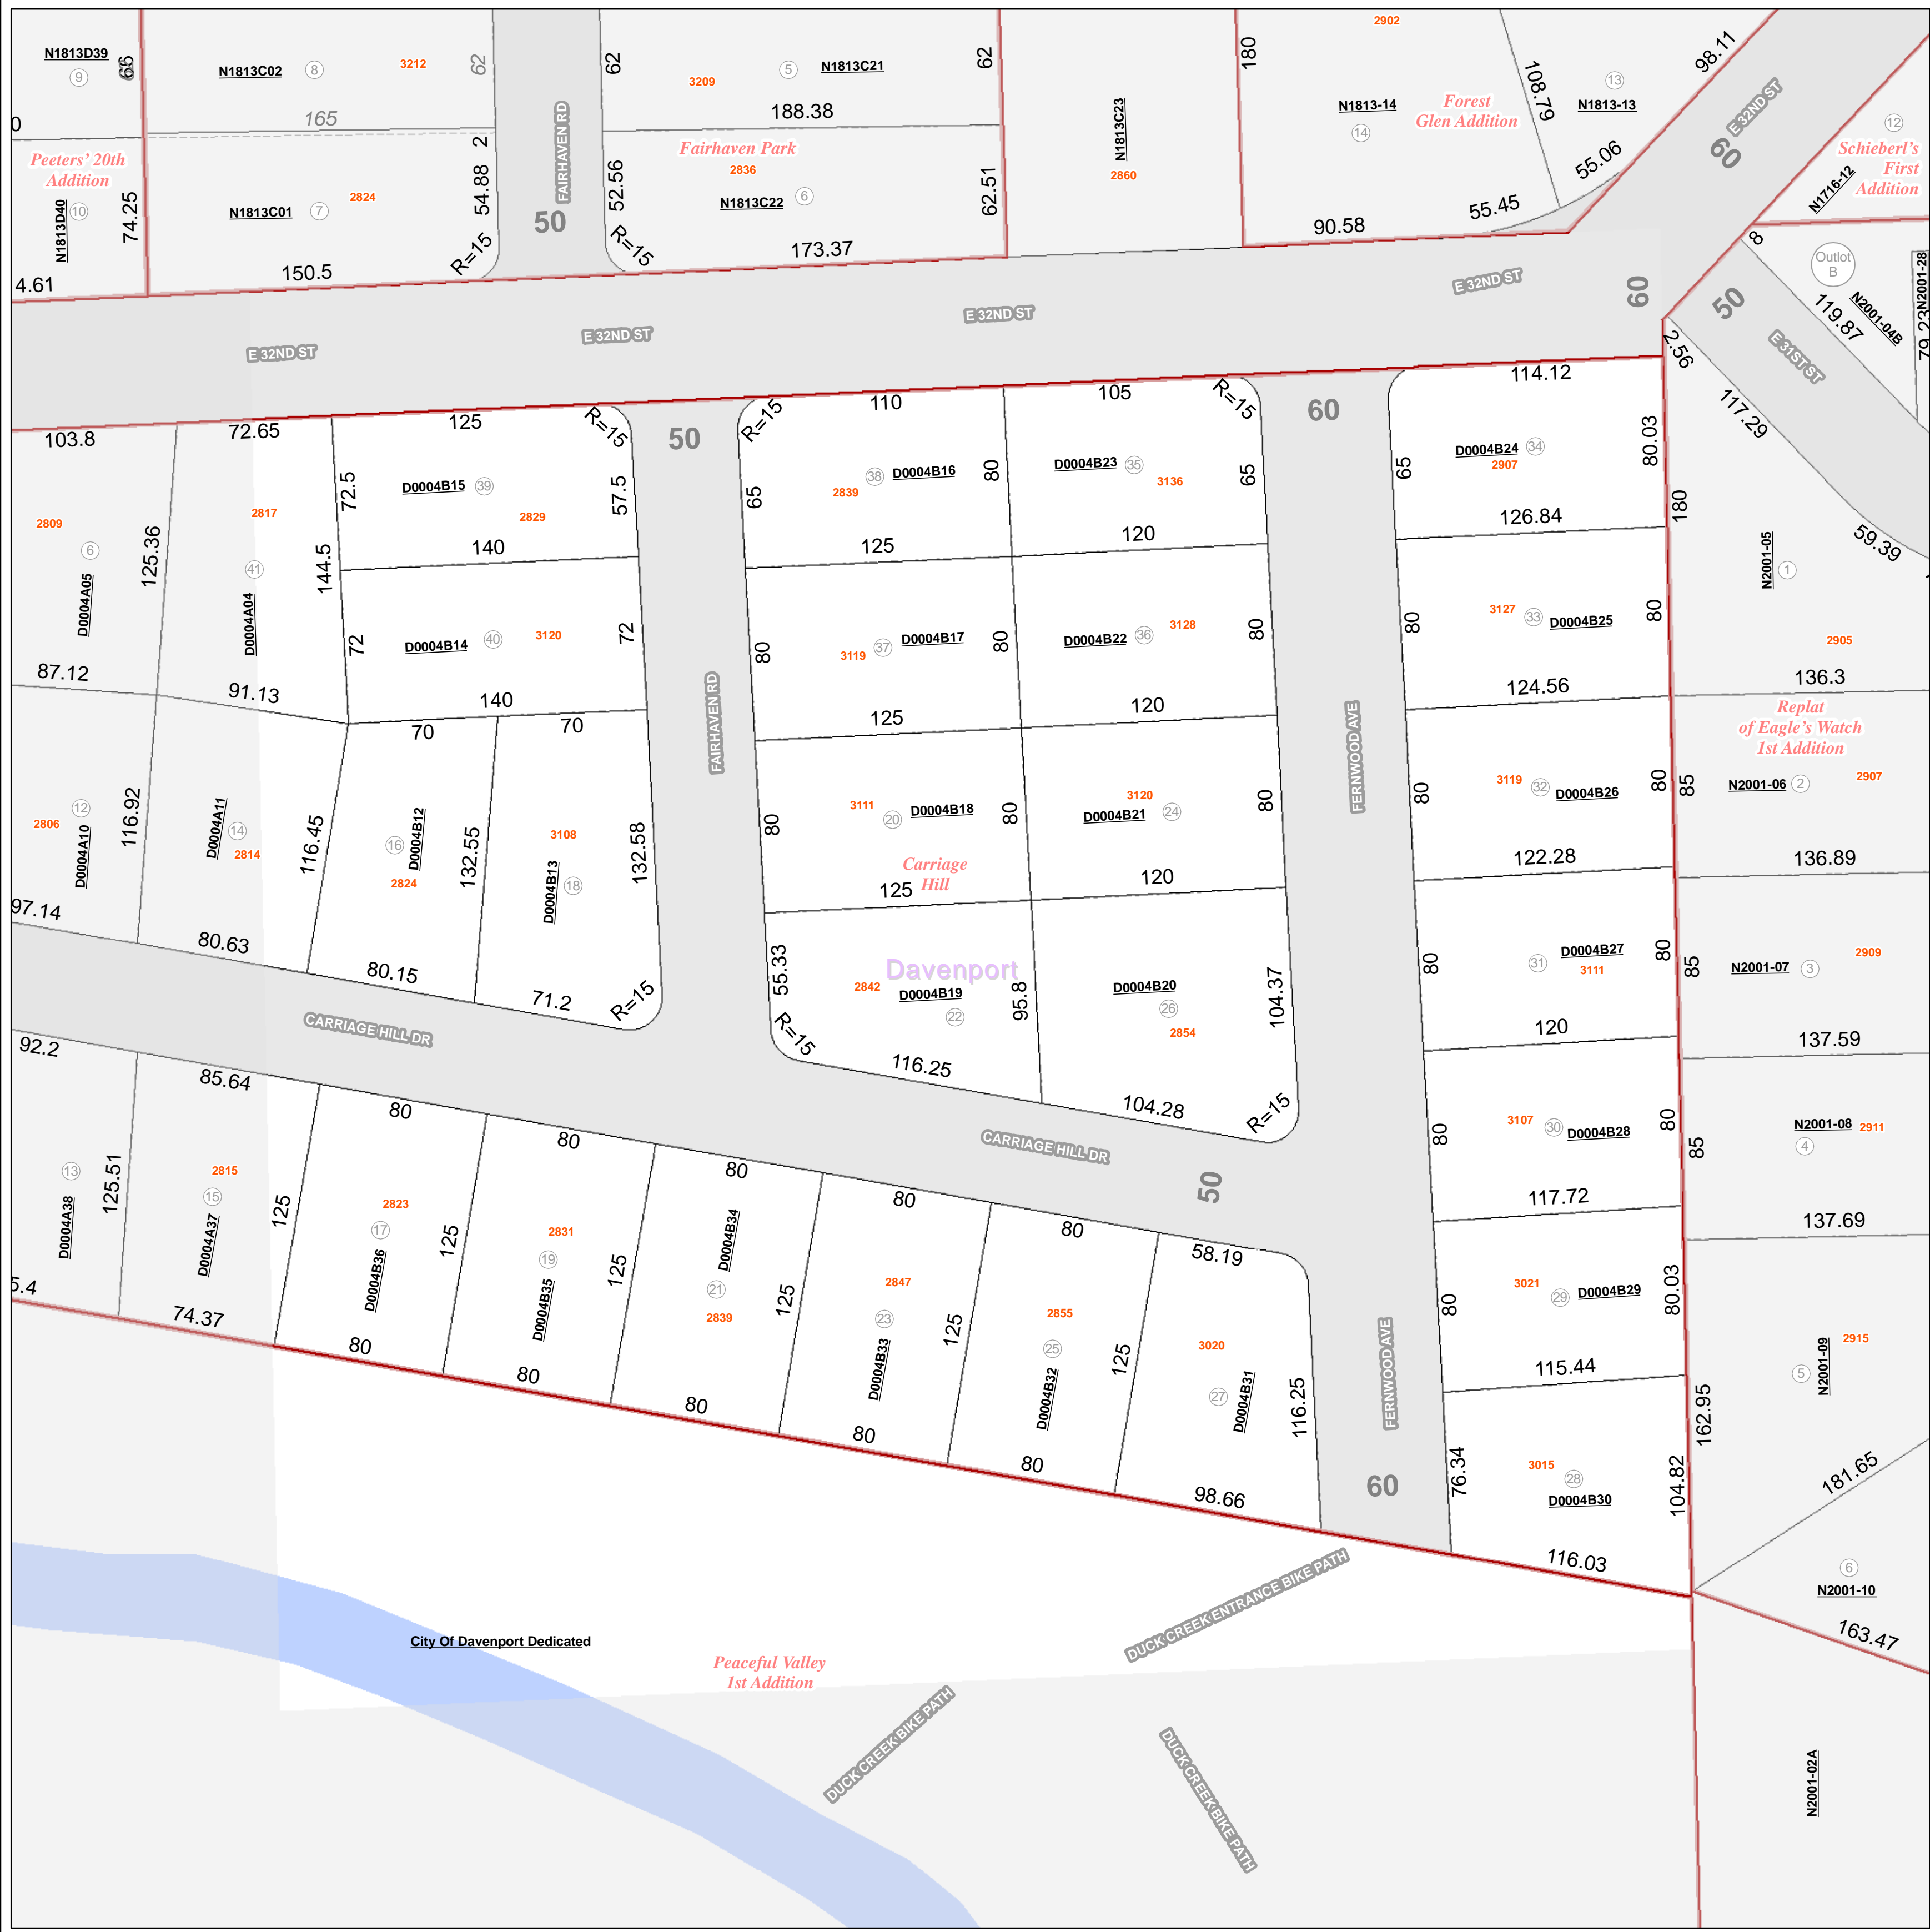 N1813D39
9
66
N1813C02
8
3212
62
62
3209
5
N1813C21
62
188.38
165
0
Peeters' 20th
Addition
N1813D40
10
74.25
4.61
N1813C01
7
2824
2
54.88
150.5
R=15
FAIRHAVEN RD
50
52.56
R=15
Fairhaven Park
2836
N1813C22
6
62.51
173.37
N1813C23
2860
180
2902
N1813-14
14
Forest
Glen Addition
108.79
13
N1813-13
98.11
55.06
55.45
90.58
E 32ND ST
60
12
Schieberl's
First
Addition
N1716-12
8
Outlot
B
N2001-04B
119.87
N2001-28
79.23
50
E 31ST ST
E 32ND ST
E 32ND ST
E 32ND ST
E 32ND ST
60
2.56
117.29
59.39
103.8
72.65
125
R=15
50
R=15
110
105
R=15
60
114.12
2809
6
D0004A05
125.36
87.12
2817
41
D0004A04
144.5
91.13
72.5
D0004B15
39
2829
57.5
140
72
D0004B14
40
3120
72
140
65
2839
38
D0004B16
80
125
D0004B23
35
3136
65
120
65
D0004B24
34
2907
80.03
126.84
180
N2001-05
1
2905
136.3
80
3119
37
D0004B17
80
125
D0004B22
36
3128
80
120
80
3127
33
D0004B25
80
124.56
Replat
of Eagle's Watch
1st Addition
FAIRHAVEN RD
FERNWOOD AVE
2806
12
D0004A10
116.92
97.14
D0004A11
14
2814
116.45
80.63
70
16
D0004B12
2824
132.55
80.15
70
3108
D0004B13
18
132.58
71.2
R=15
80
3111
20
D0004B18
80
Carriage
Hill
125
3120
D0004B21
24
80
120
80
3119
32
D0004B26
80
122.28
85
N2001-06
2
2907
136.89
55.33
Davenport
2842
D0004B19
22
95.8
R=15
116.25
D0004B20
26
2854
104.37
104.28
R=15
80
31
D0004B27
3111
80
120
85
N2001-07
3
2909
137.59
CARRIAGE HILL DR
CARRIAGE HILL DR
50
80
3107
30
D0004B28
80
117.72
85
N2001-08
4
2911
137.69
92.2
13
D0004A38
125.51
5.4
85.64
2815
15
D0004A37
125
74.37
80
2823
17
D0004B36
125
80
80
2831
19
D0004B35
125
80
80
D0004B34
21
2839
125
80
80
2847
23
D0004B33
125
80
80
2855
25
D0004B32
125
80
58.19
3020
27
D0004B31
116.25
98.66
FERNWOOD AVE
60
80
3021
29
D0004B29
80.03
115.44
76.34
3015
28
D0004B30
104.82
116.03
162.95
5
N2001-09
2915
181.65
6
N2001-10
163.47
City Of Davenport Dedicated
Peaceful Valley
1st Addition
DUCK CREEK ENTRANCE BIKE PATH
DUCK CREEK BIKE PATH
DUCK CREEK BIKE PATH
N2001-02A